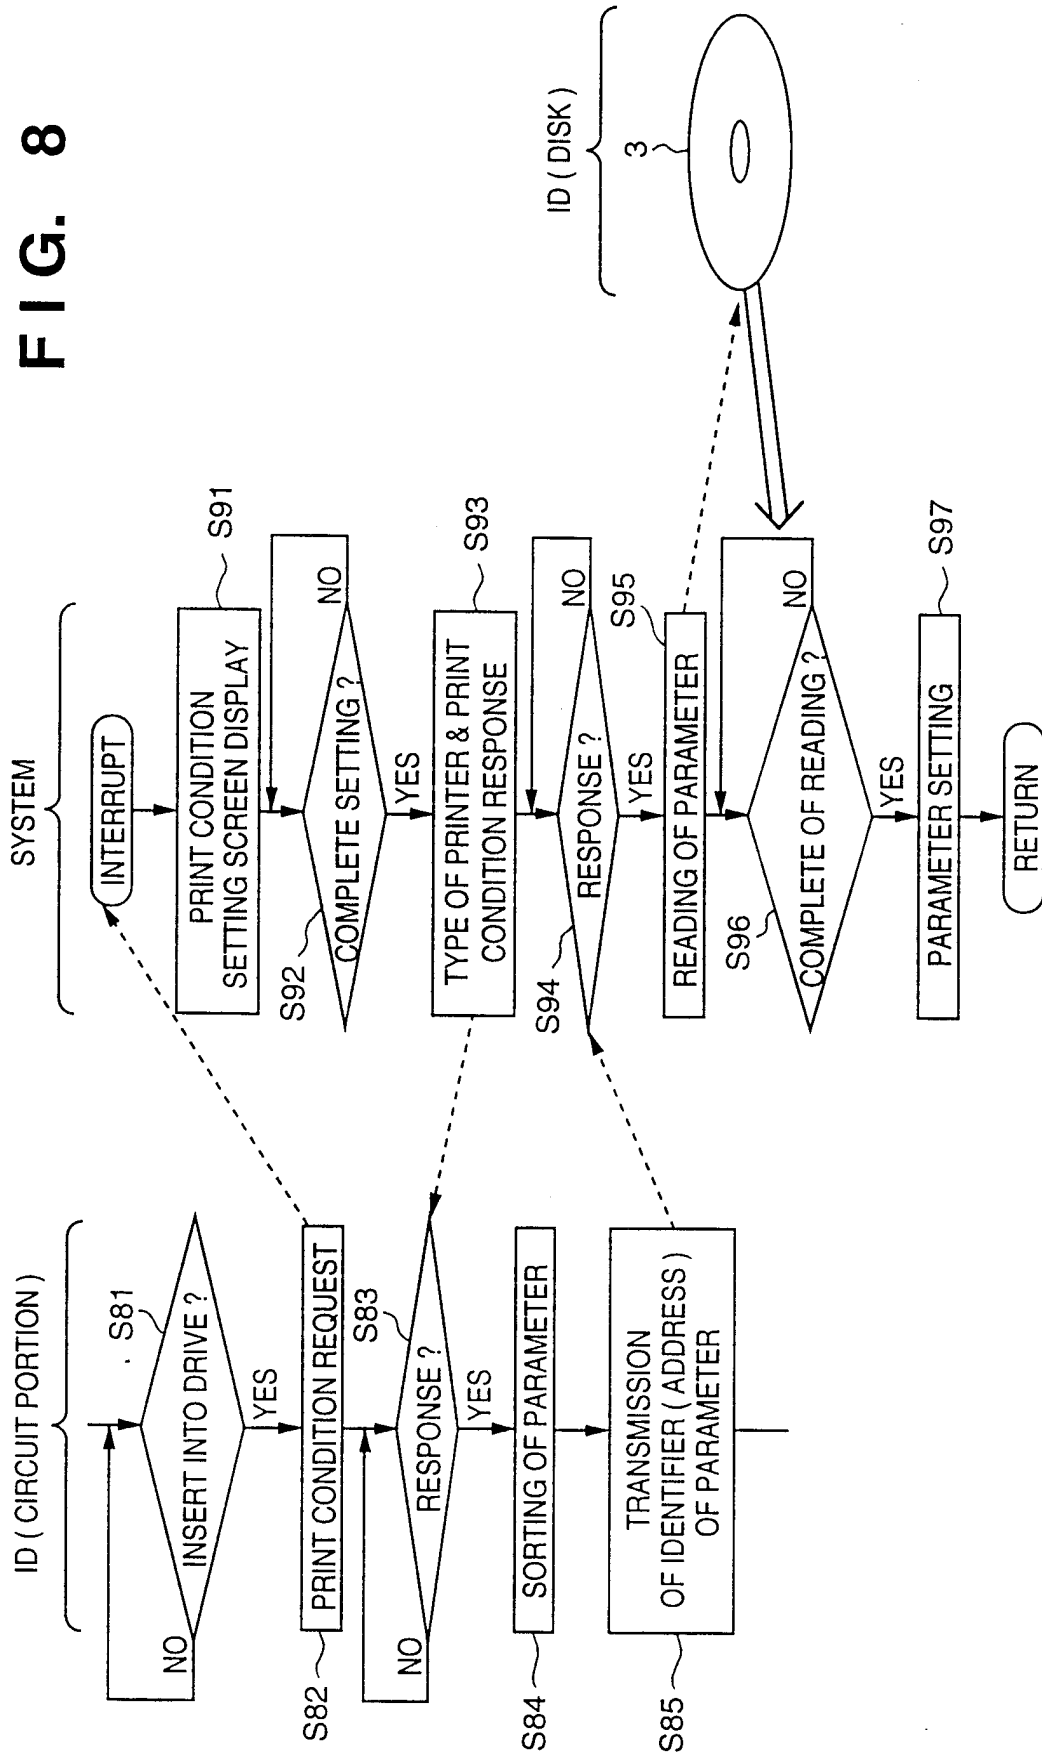 FIG. 8
ID ( CIRCUIT PORTION )
S81
INSERT INTO DRIVE ?
NO
YES
S82
PRINT CONDITION REQUEST
S83
RESPONSE ?
NO
YES
S84
SORTING OF PARAMETER
S85
TRANSMISSION
OF IDENTIFIER ( ADDRESS )
OF PARAMETER
SYSTEM
INTERRUPT
S91
PRINT CONDITION
SETTING SCREEN DISPLAY
S92
COMPLETE SETTING ?
NO
YES
S93
TYPE OF PRINTER & PRINT
CONDITION RESPONSE
S94
RESPONSE ?
NO
YES
S95
READING OF PARAMETER
S96
COMPLETE OF READING ?
NO
YES
S97
PARAMETER SETTING
RETURN
ID ( DISK )
3